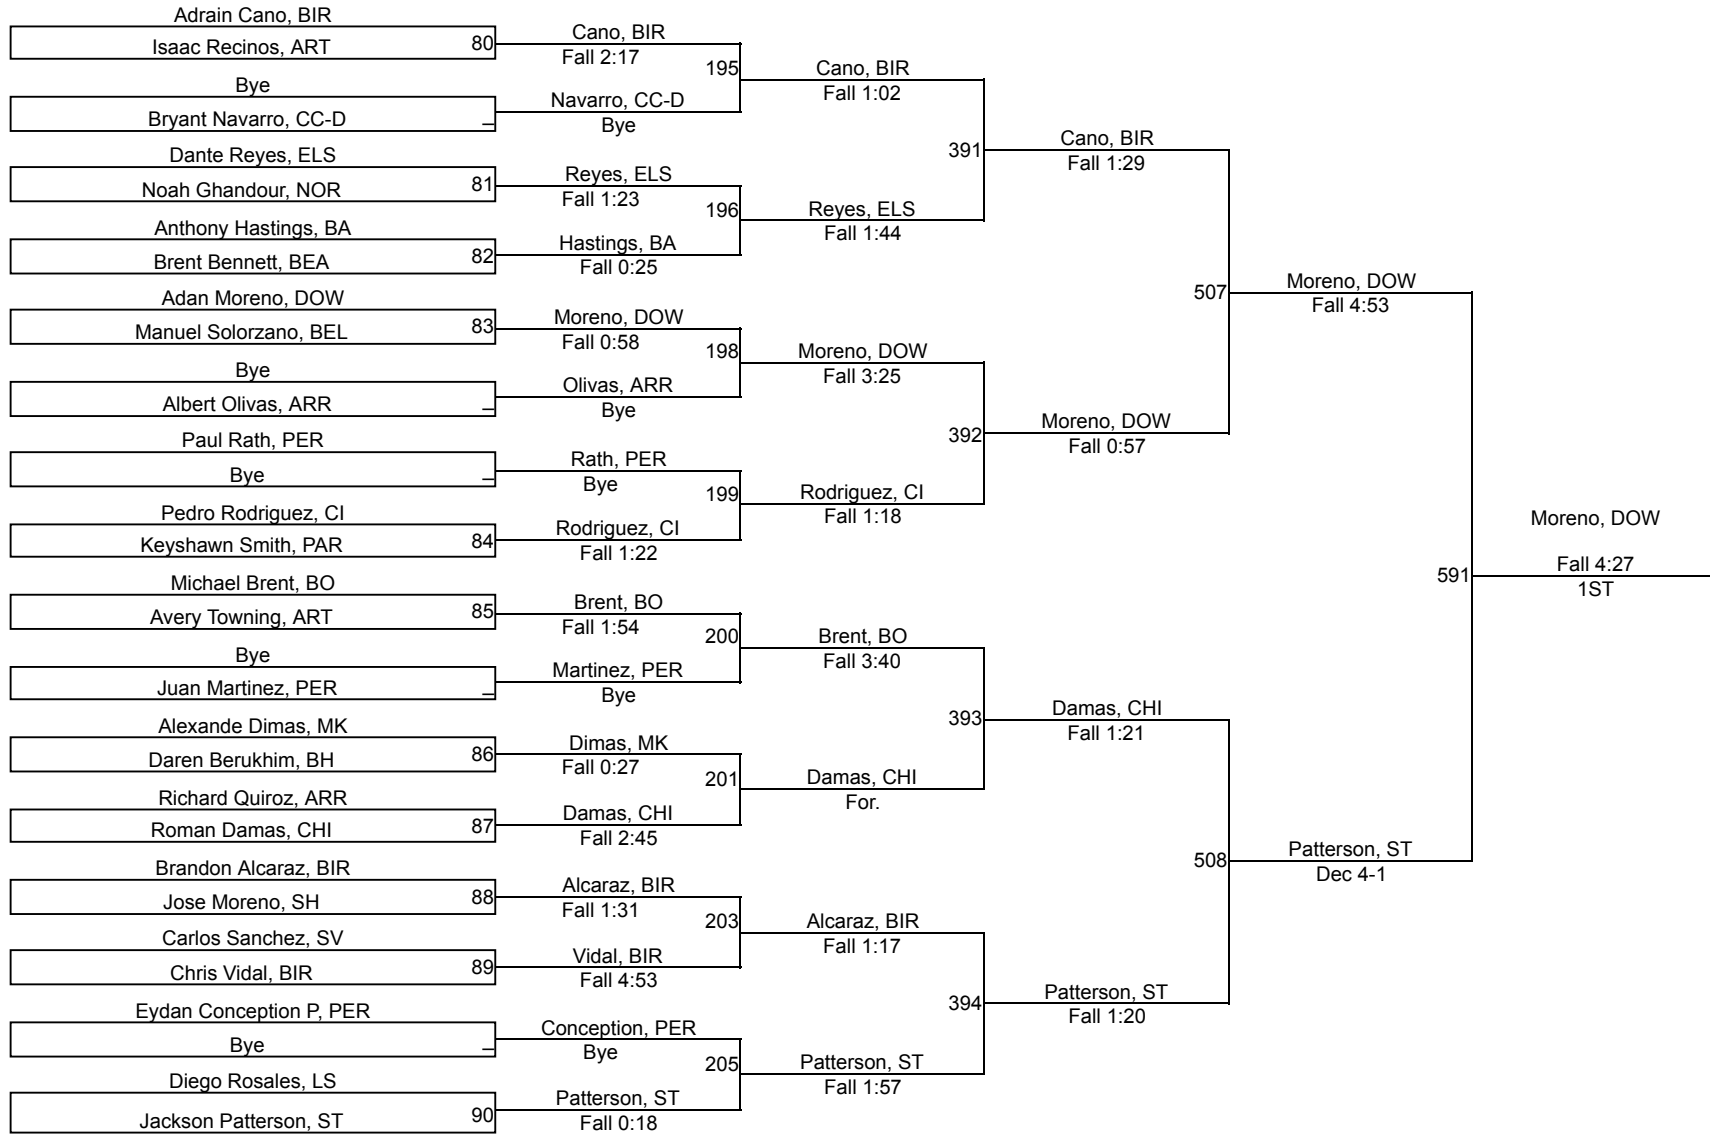 Adrain Cano, BIR
Isaac Recinos, ART
80
Bye
Bryant Navarro, CC-D
_
Dante Reyes, ELS
Noah Ghandour, NOR
81
Anthony Hastings, BA
Brent Bennett, BEA
82
Adan Moreno, DOW
Manuel Solorzano, BEL
83
Bye
Albert Olivas, ARR
_
Paul Rath, PER
Bye
_
Pedro Rodriguez, CI
Keyshawn Smith, PAR
84
Michael Brent, BO
Avery Towning, ART
85
Bye
Juan Martinez, PER
_
Alexande Dimas, MK
Daren Berukhim, BH
86
Richard Quiroz, ARR
Roman Damas, CHI
87
Brandon Alcaraz, BIR
Jose Moreno, SH
88
Carlos Sanchez, SV
Chris Vidal, BIR
89
Eydan Conception P, PER
Bye
_
Diego Rosales, LS
Jackson Patterson, ST
90
Cano, BIR
Fall 2:17
195
Navarro, CC-D
Bye
Reyes, ELS
Fall 1:23
196
Hastings, BA
Fall 0:25
Moreno, DOW
Fall 0:58
198
Olivas, ARR
Bye
Rath, PER
Bye
199
Rodriguez, CI
Fall 1:22
Brent, BO
Fall 1:54
200
Martinez, PER
Bye
Dimas, MK
Fall 0:27
201
Damas, CHI
Fall 2:45
Alcaraz, BIR
Fall 1:31
203
Vidal, BIR
Fall 4:53
Conception, PER
Bye
205
Patterson, ST
Fall 0:18
Cano, BIR
Fall 1:02
391
Reyes, ELS
Fall 1:44
Moreno, DOW
Fall 3:25
392
Rodriguez, CI
Fall 1:18
Brent, BO
Fall 3:40
393
Damas, CHI
For.
Alcaraz, BIR
Fall 1:17
394
Patterson, ST
Fall 1:57
Cano, BIR
Fall 1:29
507
Moreno, DOW
Fall 0:57
Damas, CHI
Fall 1:21
508
Patterson, ST
Fall 1:20
Moreno, DOW
Fall 4:53
591
Patterson, ST
Dec 4-1
Moreno, DOW
Fall 4:27
1ST